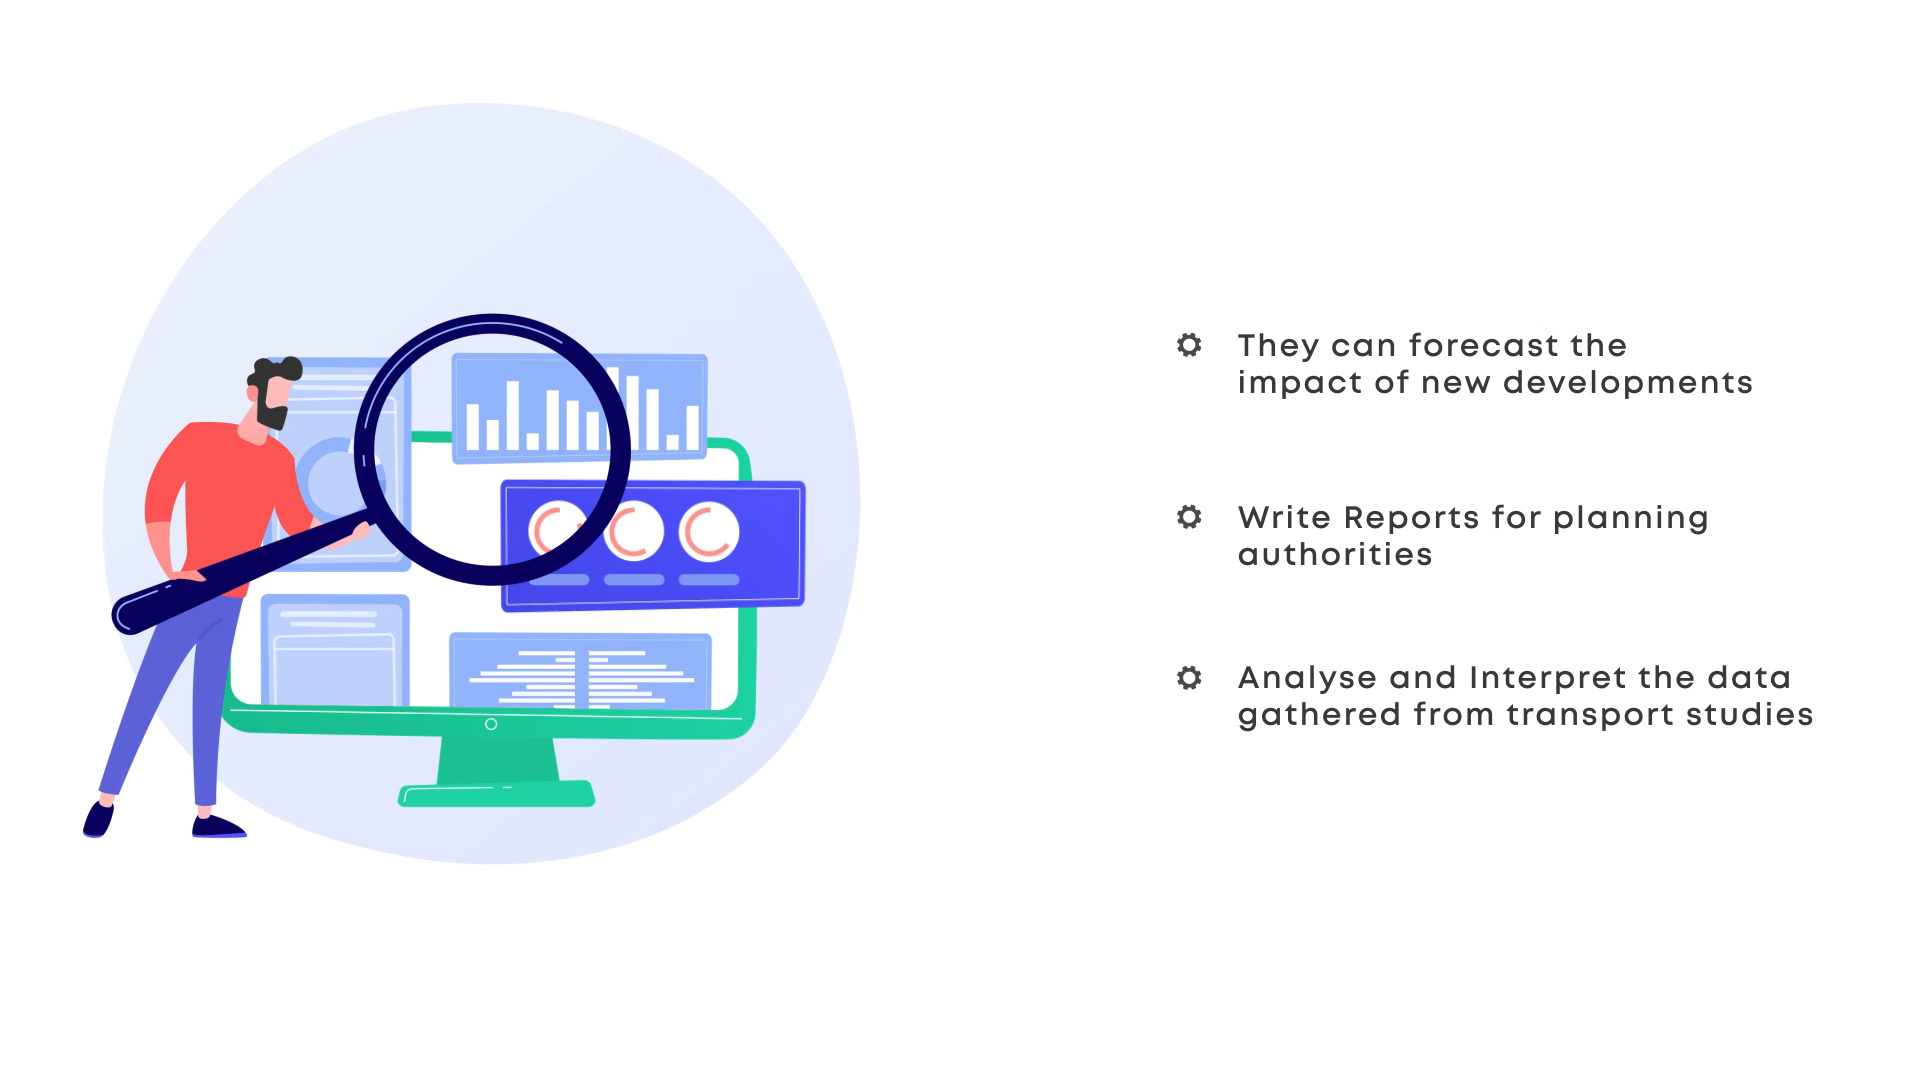 They can forecast the
impact of new developments
Write Reports for planning
authorities
Analyse and Interpret the data
gathered from transport studies